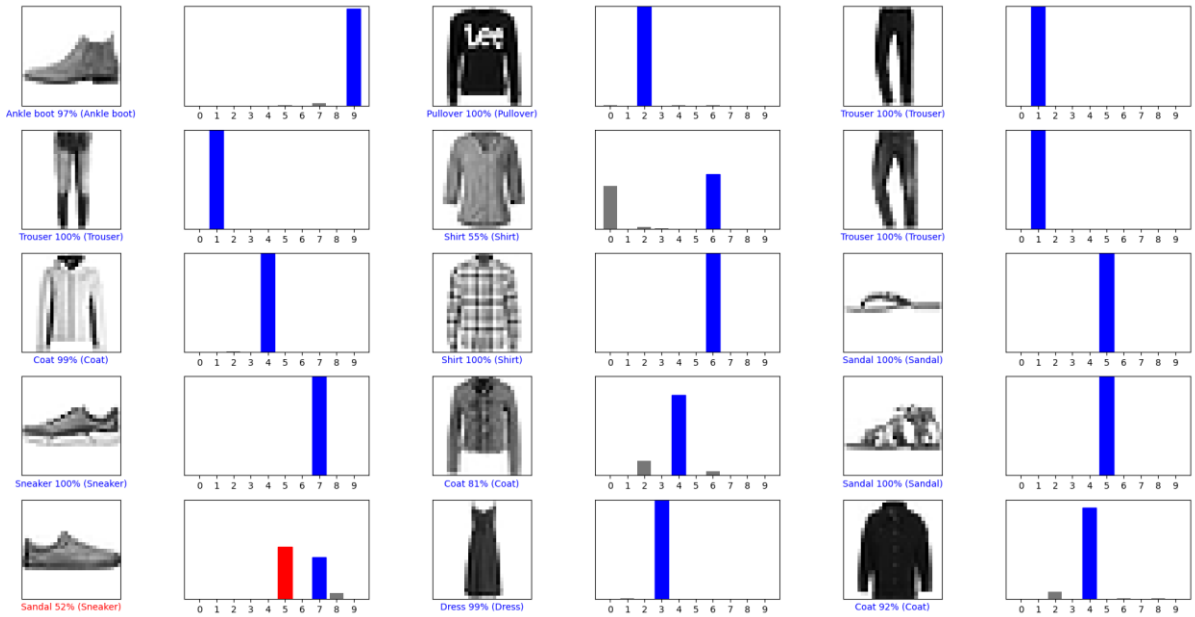 Lee
0 1 2 3 4 5 6 7 8 9
0 1 2 3 4 5 6 7 8 9
0 1 2 3 4 5 6 7 8 9
Ankle boot 97% (Ankle boot)
Pullover 100% (Pullover)
Trouser 100% (Trouser)
0 1 2 3 4 5 6 7 8 9
0 1 2 3 4 5 6 7 8 9
0 1 2 3 4 5 6 7 8 9
Trouser 100% (Trouser)
Shirt 55% (Shirt)
Trouser 100% (Trouser)
0 1 2 3 4 5 6 7 8 9
0 1 2 3 4 5 6 7 8 9
0 1 2 3 4 5 6 7 8 9
Coat 99% (Coat)
Shirt 100% (Shirt)
Sandal 100% (Sandal)
0 1 2 3 4 5 6 7 8 9
0 1 2 3 4 5 6 7 8 9
0 1 2 3 4 5 6 7 8 9
Sneaker 100% (Sneaker)
Coat 81% (Coat)
Sandal 100% (Sandal)
0 1 2 3 4 5 6 7 8 9
0 1 2 3 4 5 6 7 8 9
0 1 2 3 4 5 6 7 8 9
Sandal 52% (Sneaker)
Dress 99% (Dress)
Coat 92% (Coat)